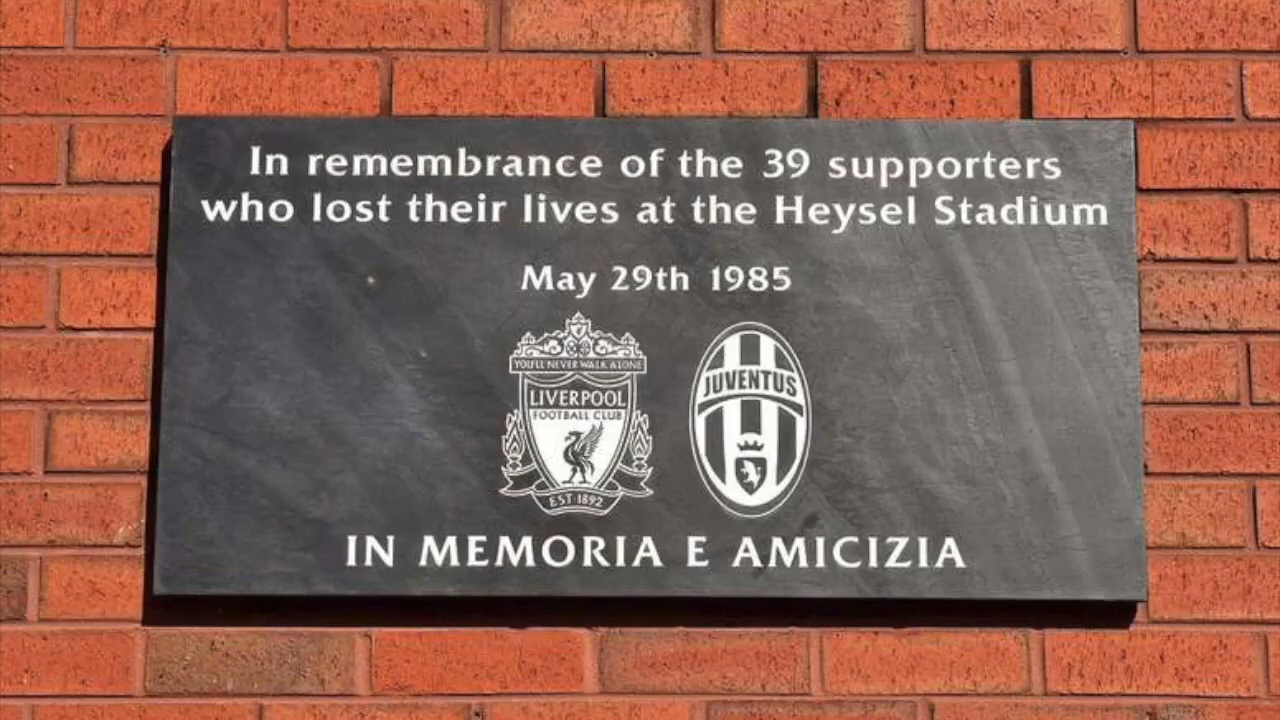 In remembrance of the 39 supporters
who lost their lives at the Heysel Stadium
May 29th 1985
YOU'LL NEVER WALK ALONE
LIVERPOOL
FOOTBALL CLUB
EST·1892
JUVENTUS
IN MEMORIA E AMICIZIA